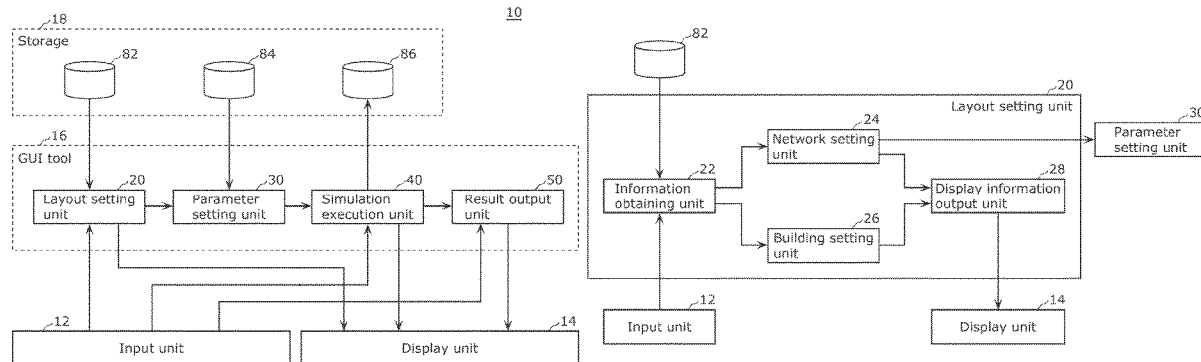 10
18
Storage
82
84
86
16
GUI tool
20
Layout setting
unit
30
Parameter
setting unit
40
Simulation
execution unit
50
Result output
unit
12
Input unit
14
Display unit
82
20
Layout setting unit
22
Information
obtaining unit
24
Network setting
unit
26
Building setting
unit
28
Display information
output unit
30
Parameter
setting unit
12
Input unit
14
Display unit